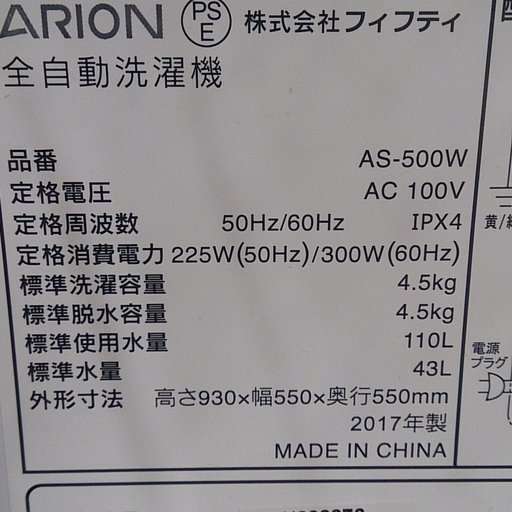 ARION PS E 株式会社フィフティ
全自動洗濯機
品番 AS-500W
定格電圧 AC 100V
定格周波数 50Hz/60Hz IPX4
定格消費電力 225W(50Hz)/300W(60Hz)
標準洗濯容量 4.5kg
標準脱水容量 4.5kg
標準使用水量 110L
標準水量 43L
外形寸法 高さ930×幅550×奥行550mm
2017年製
MADE IN CHINA
黄/緑
電源
プラグ